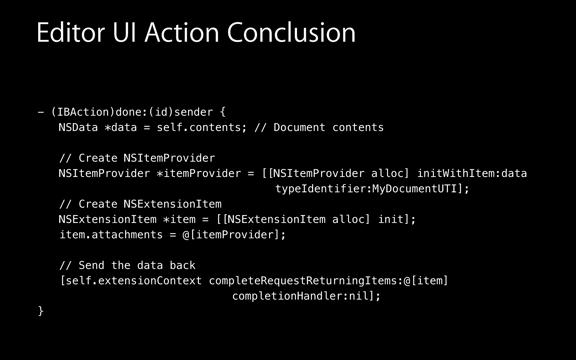 Editor UI Action Conclusion
– (IBAction)done:(id)sender {
NSData *data = self.contents; // Document contents
// Create NSItemProvider
NSItemProvider *itemProvider = [[NSItemProvider alloc] initWithItem:data
typeIdentifier:MyDocumentUTI];
// Create NSExtensionItem
NSExtensionItem *item = [[NSExtensionItem alloc] init];
item.attachments = @[itemProvider];
// Send the data back
[self.extensionContext completeRequestReturningItems:@[item]
completionHandler:nil];
}